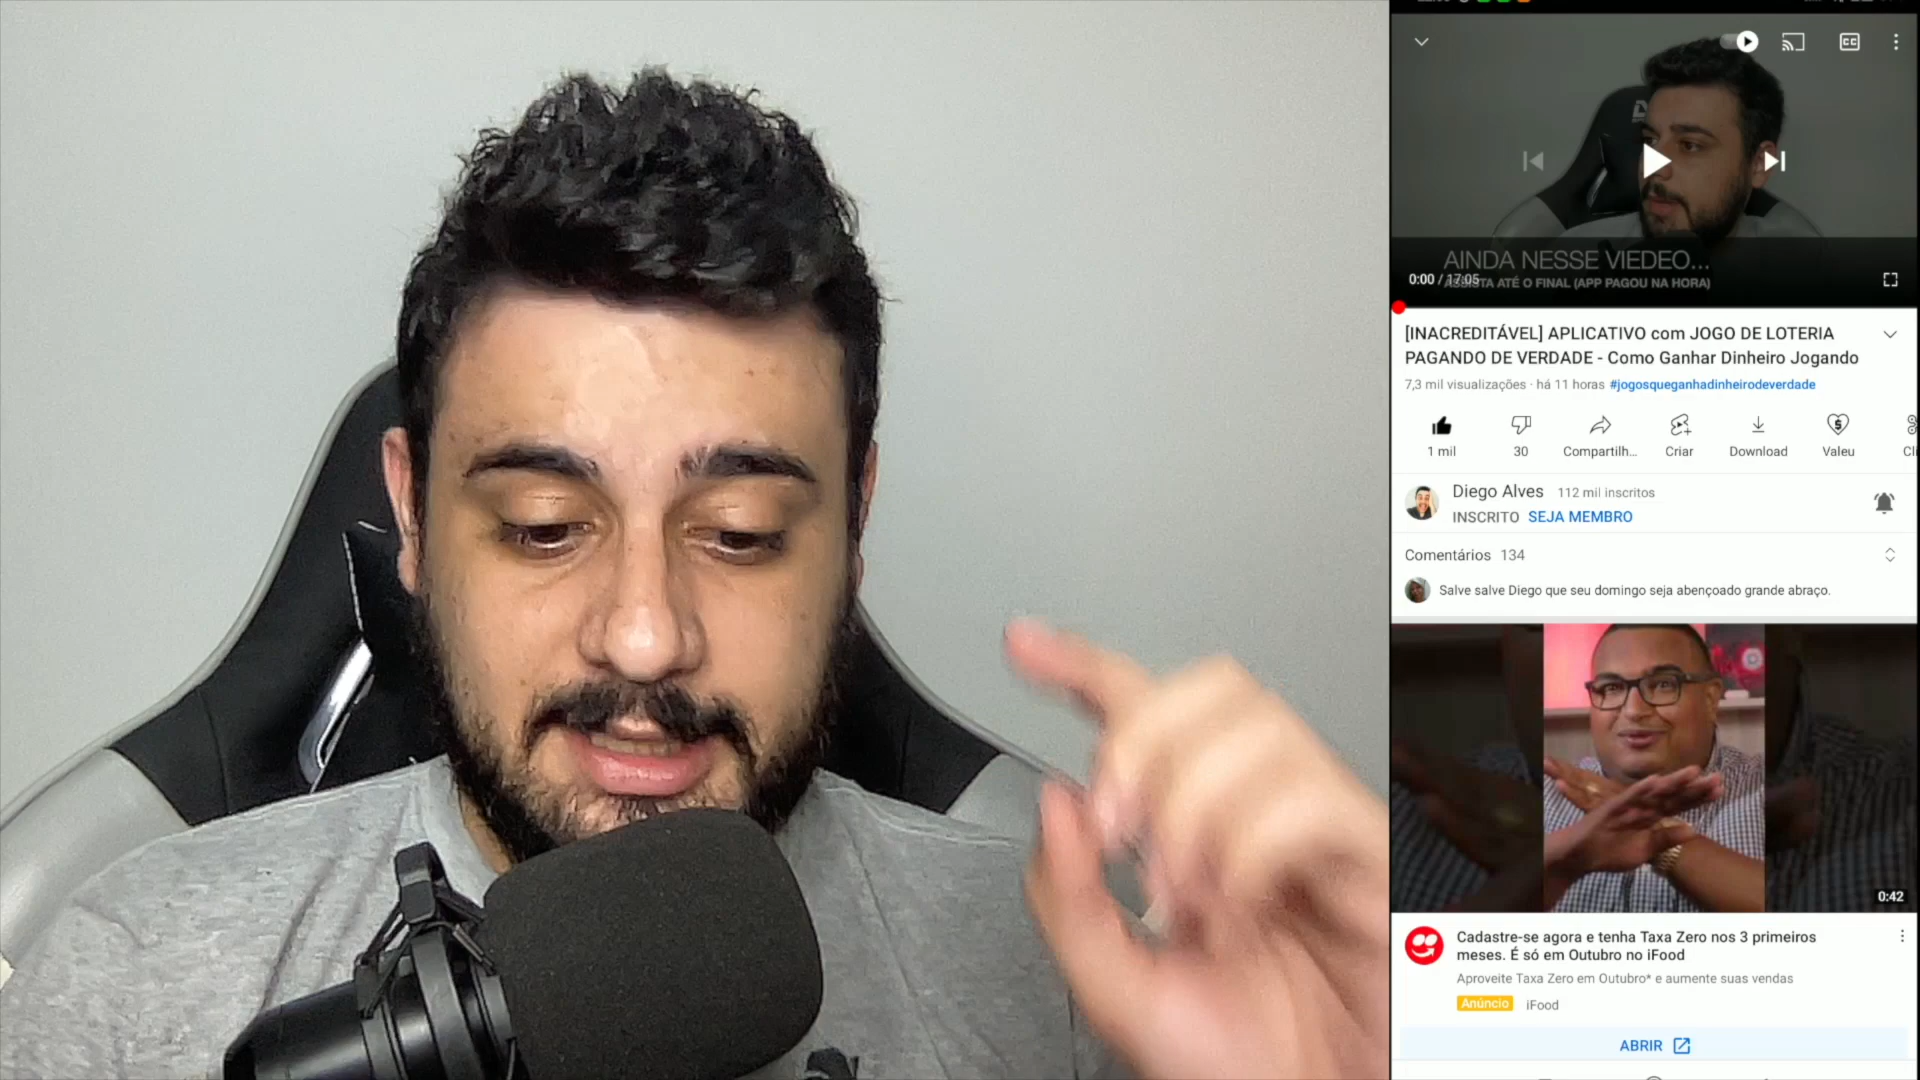 AINDA NESSE VIEDEO...
0:00 / 17:05
ASSISTA ATÉ O FINAL (APP PAGOU NA HORA)
[INACREDITÁVEL] APLICATIVO com JOGO DE LOTERIA
PAGANDO DE VERDADE - Como Ganhar Dinheiro Jogando
7,3 mil visualizações · há 11 horas #jogosqueganhadinheirodeverdade
1 mil
30
Compartilh...
Criar
Download
Valeu
Cli
Diego Alves 112 mil inscritos
INSCRITO SEJA MEMBRO
Comentários 134
Salve salve Diego que seu domingo seja abençoado grande abraço.
0:42
Cadastre-se agora e tenha Taxa Zero nos 3 primeiros
meses. É só em Outubro no iFood
Aproveite Taxa Zero em Outubro* e aumente suas vendas
Anúncio iFood
ABRIR